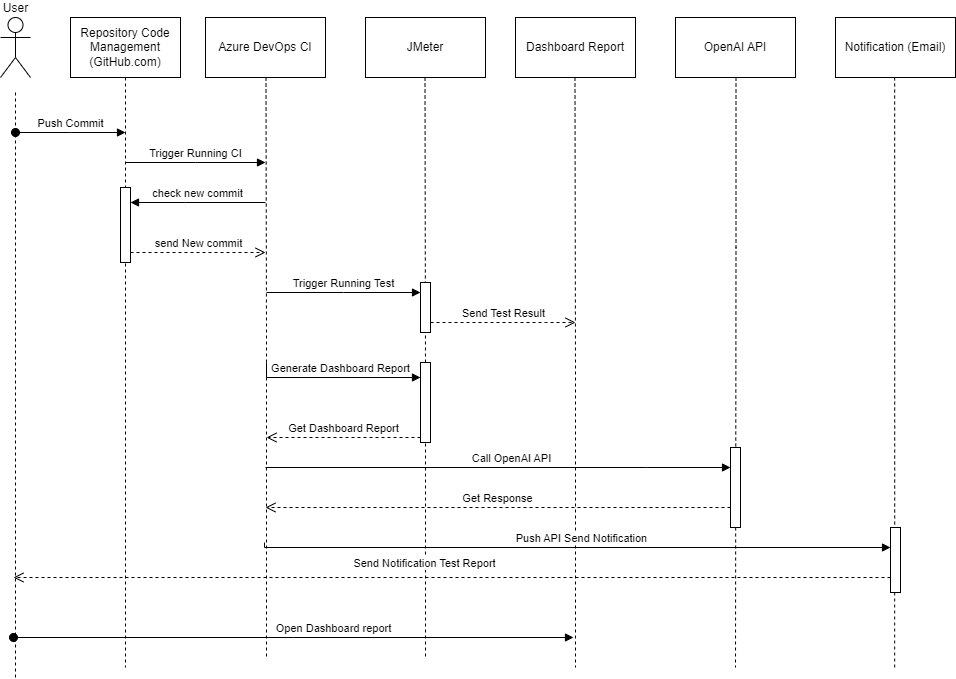 User
Repository Code
Management
(GitHub.com)
Azure DevOps CI
JMeter
Dashboard Report
OpenAI API
Notification (Email)
Push Commit
Trigger Running CI
check new commit
send New commit
Trigger Running Test
Send Test Result
Generate Dashboard Report
Get Dashboard Report
Call OpenAI API
Get Response
Push API Send Notification
Send Notification Test Report
Open Dashboard report